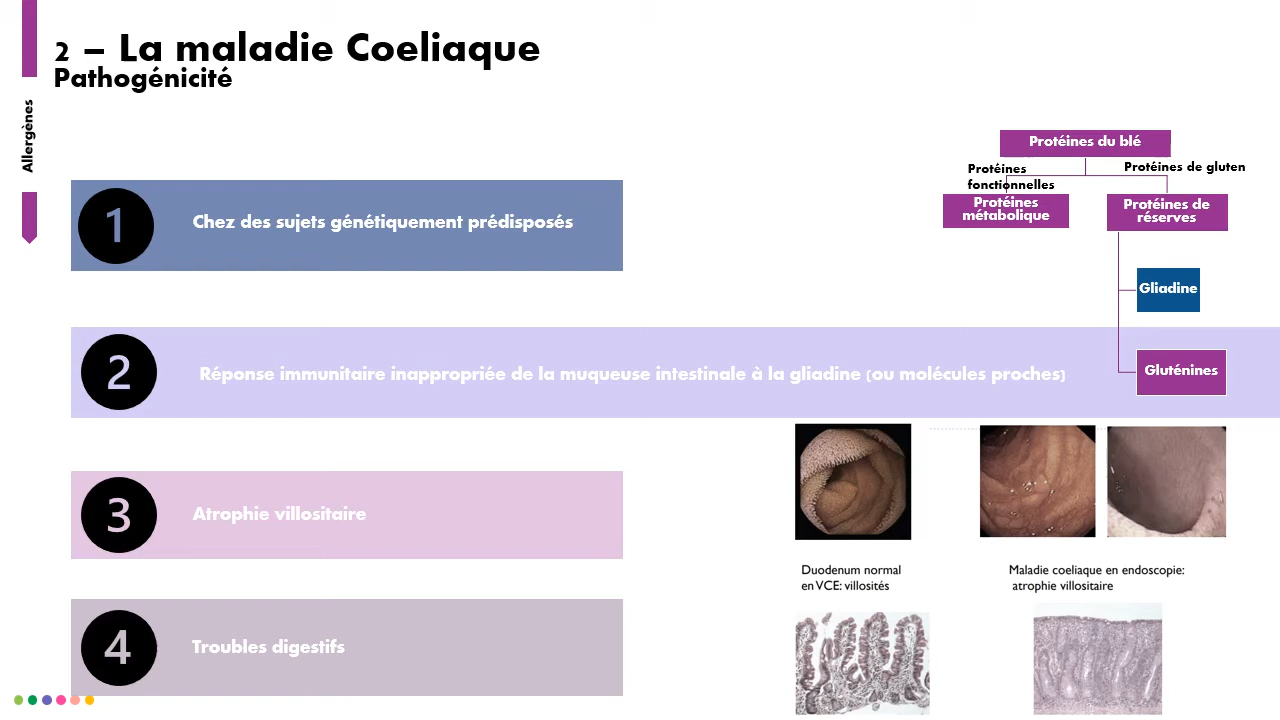 2 – La maladie Coeliaque
Pathogénicité
Allergènes
Protéines du blé
Protéines
fonctionnelles
Protéines de gluten
Protéines
métabolique
Protéines de
réserves
Gliadine
Gluténines
1
Chez des sujets génétiquement prédisposés
2
Réponse immunitaire inappropriée de la muqueuse intestinale à la gliadine (ou molécules proches)
3
Atrophie villositaire
4
Troubles digestifs
Duodenum normal
en VCE: villosités
Maladie coeliaque en endoscopie:
atrophie villositaire